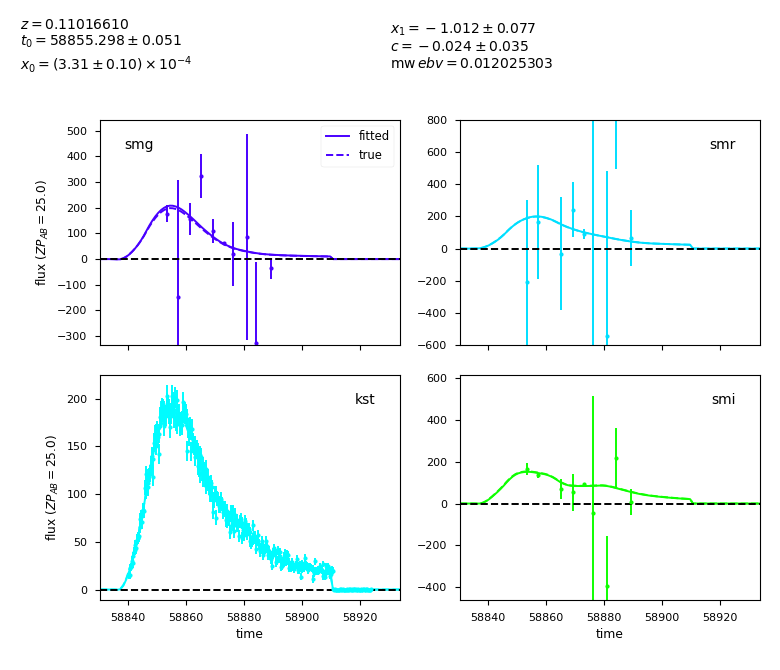 z = 0.11016610
t₀ = 58855.298 ± 0.051
x₀ = (3.31 ± 0.10) × 10⁻⁴
x₁ = −1.012 ± 0.077
c = −0.024 ± 0.035
mw ebv = 0.012025303
smg
fitted
true
500
400
300
200
100
0
−100
−200
−300
flux (ZP_AB = 25.0)
smr
800
600
400
200
0
−200
−400
−600
kst
200
150
100
50
0
flux (ZP_AB = 25.0)
58840 58860 58880 58900 58920
time
smi
600
400
200
0
−200
−400
58840 58860 58880 58900 58920
time